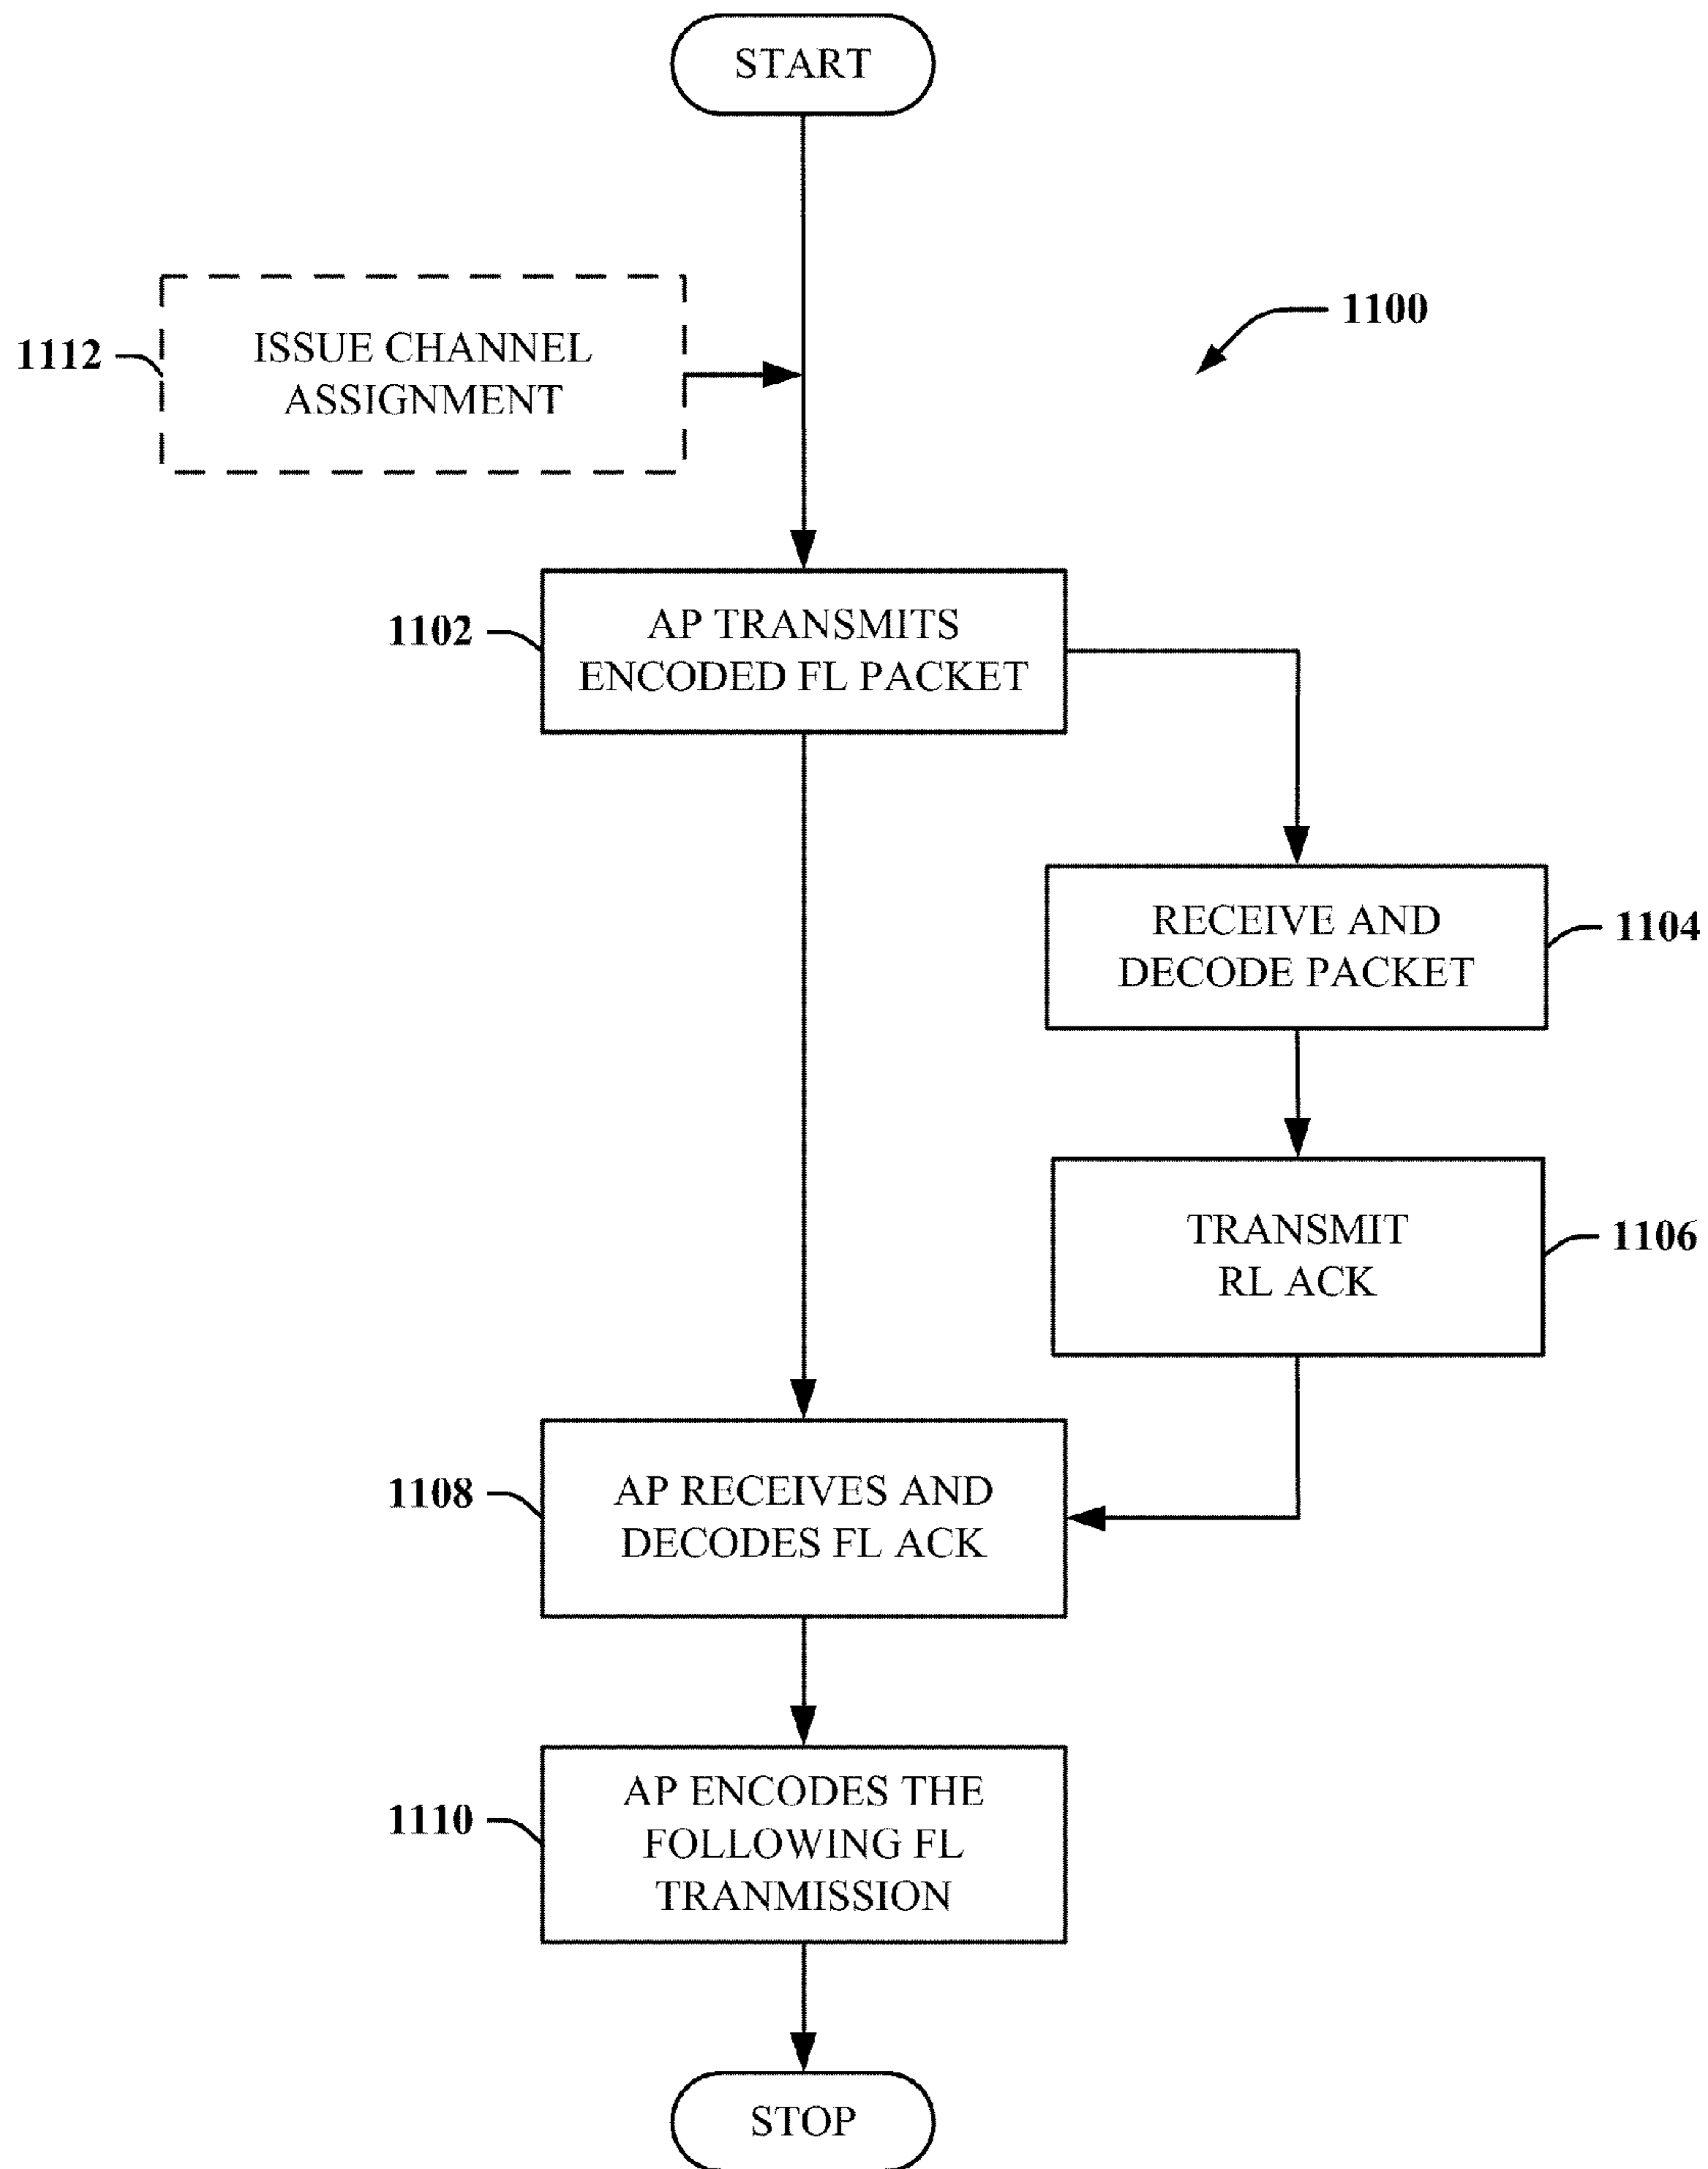 START
1100
1112
ISSUE CHANNEL
ASSIGNMENT
1102
AP TRANSMITS
ENCODED FL PACKET
RECEIVE AND
DECODE PACKET
1104
TRANSMIT
RL ACK
1106
1108
AP RECEIVES AND
DECODES FL ACK
1110
AP ENCODES THE
FOLLOWING FL
TRANMISSION
STOP